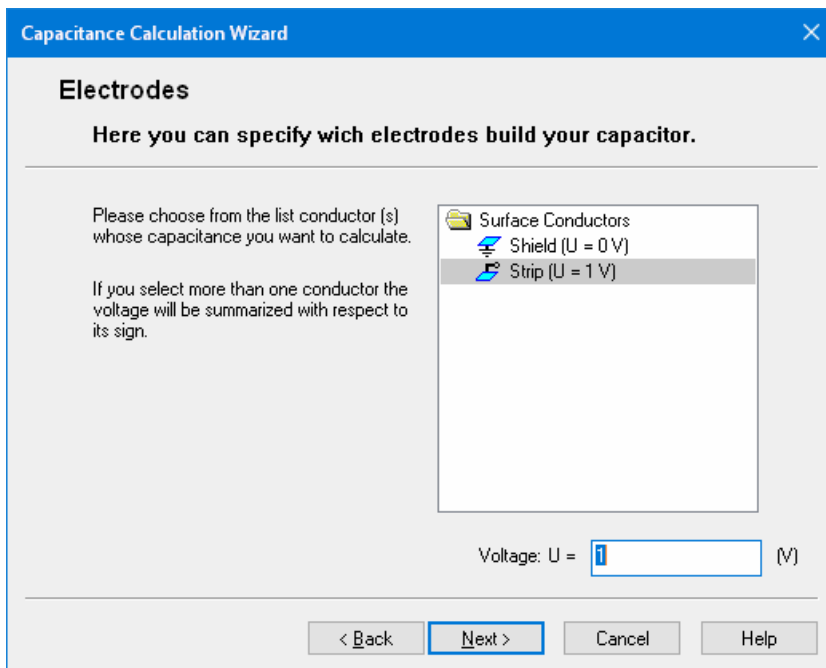 Capacitance Calculation Wizard
Electrodes
Here you can specify wich electrodes build your capacitor.
Please choose from the list conductor (s)
whose capacitance you want to calculate.
If you select more than one conductor the
voltage will be summarized with respect to
its sign.
Surface Conductors
Shield (U = 0 V)
Strip (U = 1 V)
Voltage: U = 1 (V)
< Back Next > Cancel Help